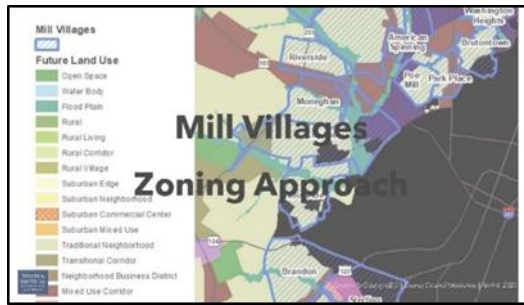 Mill Villages
Future Land Use
Open Space
Water Body
Flood Plain
Rural
Rural Living
Rural Corridor
Rural Village
Suburban Edge
Suburban Neighborhood
Suburban Commercial Center
Suburban Mixed Use
Traditional Neighborhood
Transitional Corridor
Neighborhood Business District
Mixed Use Corridor
Washington
Heights
American
Spinning
Brutontown
Riverside
Poe
Mill
Park Place
Monaghan
Mill Villages
Zoning Approach
Brandon